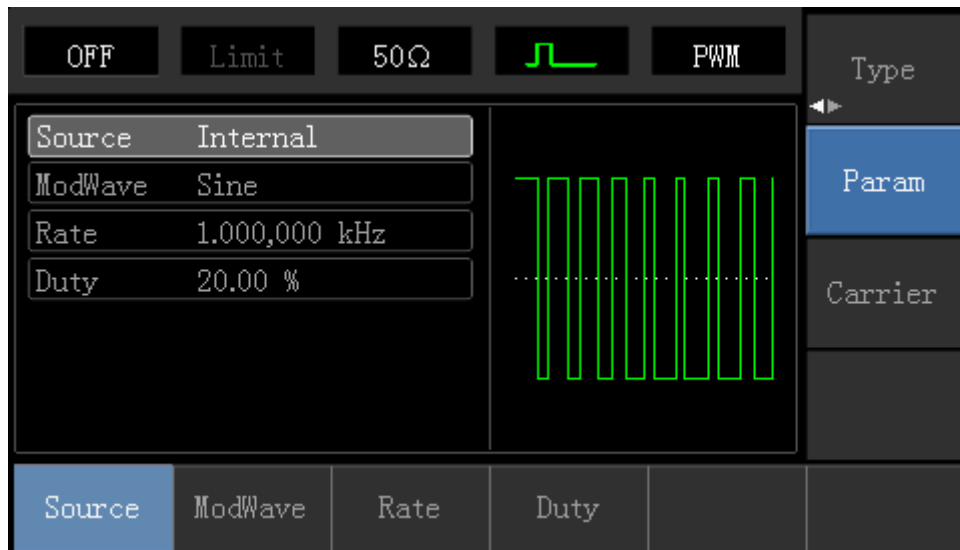 OFF Limit 50Ω PWM
Type
Source Internal
ModWave Sine
Param
Rate 1.000,000 kHz
Duty 20.00 %
Carrier
Source ModWave Rate Duty